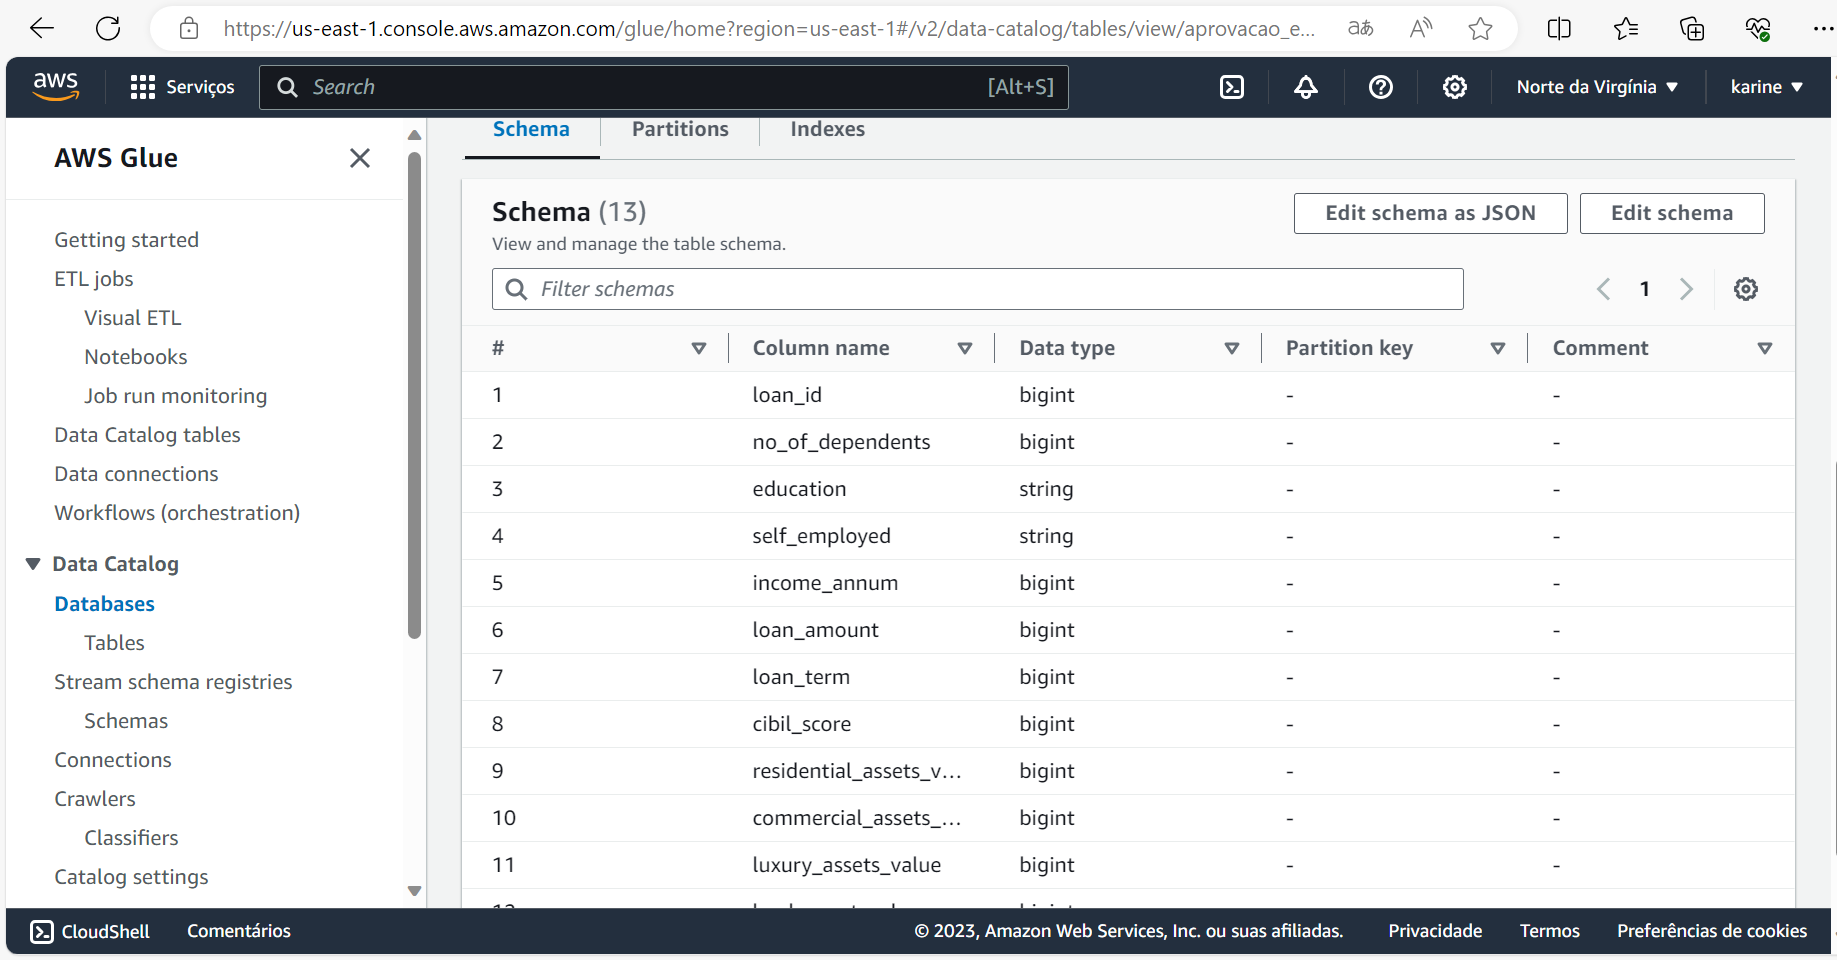 https://us-east-1.console.aws.amazon.com/glue/home?region=us-east-1#/v2/data-catalog/tables/view/aprovacao_e...
aws Serviços Search [Alt+S] Norte da Virgínia karine
AWS Glue
Getting started
ETL jobs
Visual ETL
Notebooks
Job run monitoring
Data Catalog tables
Data connections
Workflows (orchestration)
Data Catalog
Databases
Tables
Stream schema registries
Schemas
Connections
Crawlers
Classifiers
Catalog settings
Schema Partitions Indexes
Schema (13)
View and manage the table schema.
Edit schema as JSON Edit schema
Filter schemas 1
# Column name Data type Partition key Comment
1 loan_id bigint - -
2 no_of_dependents bigint - -
3 education string - -
4 self_employed string - -
5 income_annum bigint - -
6 loan_amount bigint - -
7 loan_term bigint - -
8 cibil_score bigint - -
9 residential_assets_v... bigint - -
10 commercial_assets_... bigint - -
11 luxury_assets_value bigint - -
CloudShell Comentários © 2023, Amazon Web Services, Inc. ou suas afiliadas. Privacidade Termos Preferências de cookies